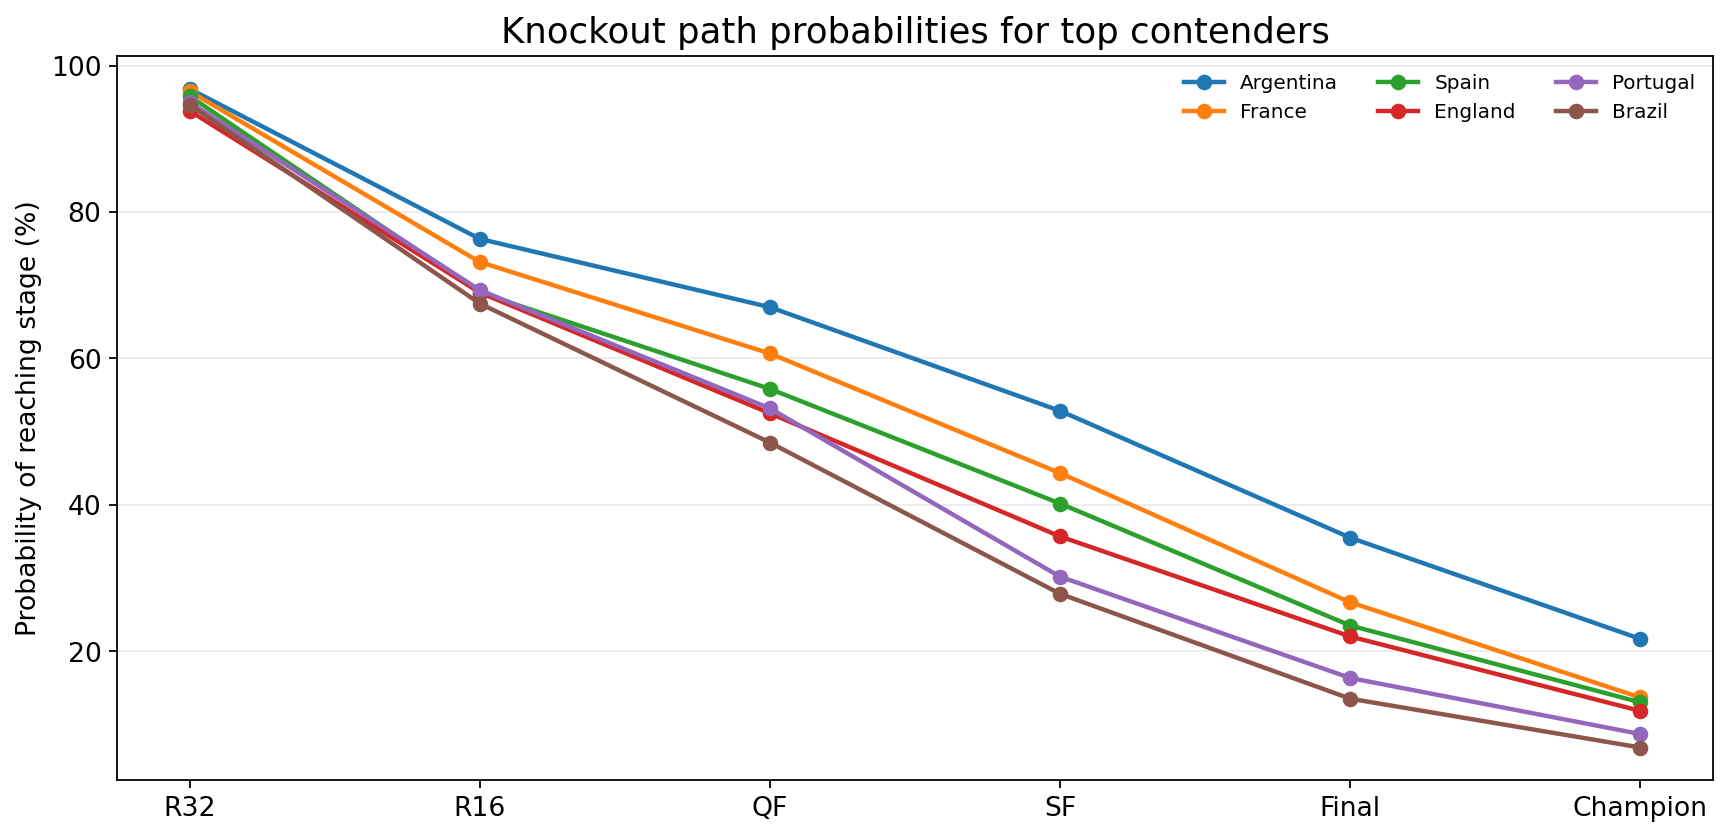 Knockout path probabilities for top contenders
Probability of reaching stage (%)
100
80
60
40
20
Argentina
France
Spain
England
Portugal
Brazil
R32 R16 QF SF Final Champion